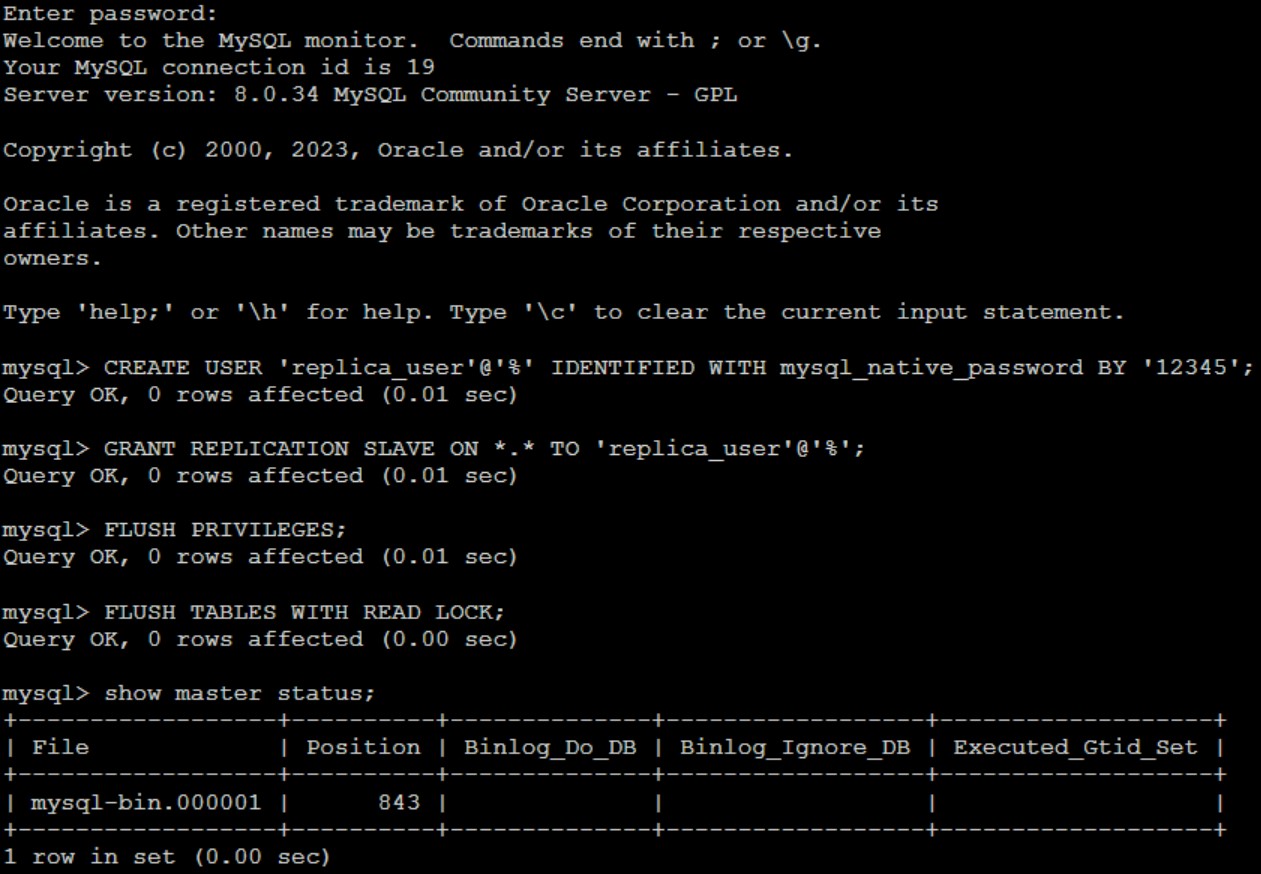 Enter password:
Welcome to the MySQL monitor.  Commands end with ; or \g.
Your MySQL connection id is 19
Server version: 8.0.34 MySQL Community Server - GPL

Copyright (c) 2000, 2023, Oracle and/or its affiliates.

Oracle is a registered trademark of Oracle Corporation and/or its
affiliates. Other names may be trademarks of their respective
owners.

Type 'help;' or '\h' for help. Type '\c' to clear the current input statement.

mysql> CREATE USER 'replica_user'@'%' IDENTIFIED WITH mysql_native_password BY '12345';
Query OK, 0 rows affected (0.01 sec)

mysql> GRANT REPLICATION SLAVE ON *.* TO 'replica_user'@'%';
Query OK, 0 rows affected (0.01 sec)

mysql> FLUSH PRIVILEGES;
Query OK, 0 rows affected (0.01 sec)

mysql> FLUSH TABLES WITH READ LOCK;
Query OK, 0 rows affected (0.00 sec)

mysql> show master status;
+------------------+----------+--------------+------------------+-------------------+
| File             | Position | Binlog_Do_DB | Binlog_Ignore_DB | Executed_Gtid_Set |
+------------------+----------+--------------+------------------+-------------------+
| mysql-bin.000001 |      843 |              |                  |                   |
+------------------+----------+--------------+------------------+-------------------+
1 row in set (0.00 sec)